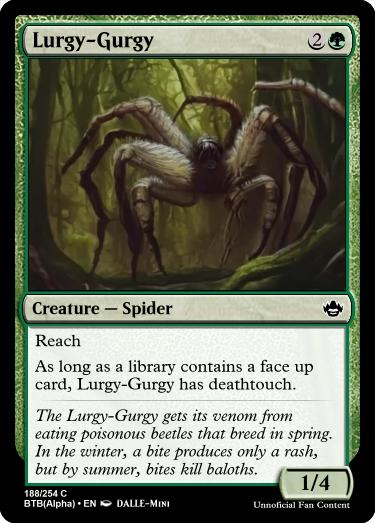 Lurgy-Gurgy 2
Creature — Spider
Reach
As long as a library contains a face up
card, Lurgy-Gurgy has deathtouch.
The Lurgy-Gurgy gets its venom from
eating poisonous beetles that breed in spring.
In the winter, a bite produces only a rash,
but by summer, bites kill baloths.
1/4
188/254 C
BTB(Alpha) • EN DALLE-Mini
Unofficial Fan Content